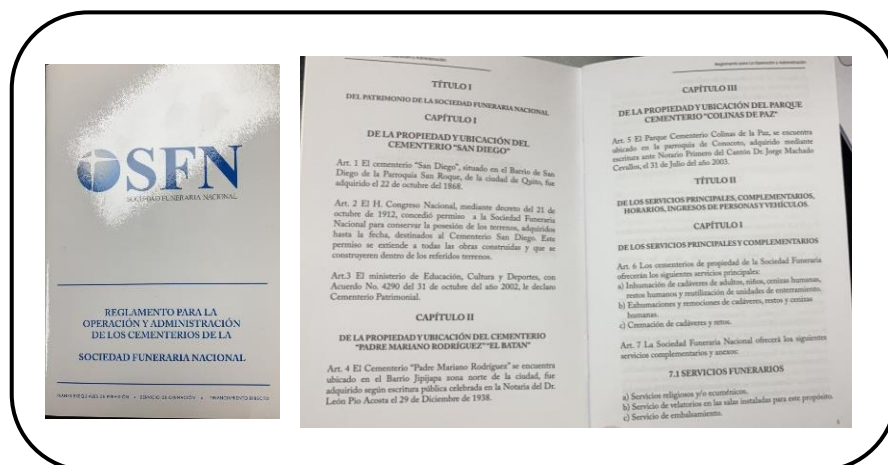 SFN
SOCIEDAD FUNERARIA NACIONAL
REGLAMENTO PARA LA
OPERACIÓN Y ADMINISTRACIÓN
DE LOS CEMENTERIOS DE LA
SOCIEDAD FUNERARIA NACIONAL
TÍTULO I
DEL PATRIMONIO DE LA SOCIEDAD FUNERARIA NACIONAL
CAPÍTULO I
DE LA PROPIEDAD Y UBICACIÓN DEL
CEMENTERIO "SAN DIEGO"
Art. 1 El cementerio "San Diego", situado en el Barrio de San
Diego de la Parroquia San Roque, de la ciudad de Quito, fue
adquirido el 22 de octubre del 1868.
Art. 2 El H. Congreso Nacional, mediante decreto del 21 de
octubre de 1912, concedió permiso a la Sociedad Funeraria
Nacional para conservar la posesión de los terrenos, adquiridos
hasta la fecha, destinados al Cementerio San Diego. Este
permiso se extiende a todas las obras construidas y que se
construyeren dentro de los referidos terrenos.
Art.3 El ministerio de Educación, Cultura y Deportes, con
Acuerdo No. 4290 del 31 de octubre del año 2002, le declaro
Cementerio Patrimonial.
CAPÍTULO II
DE LA PROPIEDAD Y UBICACIÓN DEL CEMENTERIO
"PADRE MARIANO RODRÍGUEZ" "EL BATAN"
Art. 4 El Cementerio "Padre Mariano Rodríguez" se encuentra
ubicado en el Barrio Jipijapa zona norte de la ciudad, fue
adquirido según escritura pública celebrada en la Notaria del Dr.
León Pio Acosta el 29 de Diciembre de 1938.
Reglamento para La Operación y Administración
CAPÍTULO III
DE LA PROPIEDAD Y UBICACIÓN DEL PARQUE
CEMENTERIO "COLINAS DE PAZ"
Art. 5 El Parque Cementerio Colinas de la Paz, se encuentra
ubicado en la parroquia de Conocoto, adquirido mediante
escritura ante Notario Primero del Cantón Dr. Jorge Machado
Cevallos, el 31 de Julio del año 2003.
TÍTULO II
DE LOS SERVICIOS PRINCIPALES, COMPLEMENTARIOS,
HORARIOS, INGRESOS DE PERSONAS Y VEHÍCULOS.
CAPÍTULO I
DE LOS SERVICIOS PRINCIPALES Y COMPLEMENTARIOS
Art. 6 Los cementerios de propiedad de la Sociedad Funeraria
ofrecerán los siguientes servicios principales:
a) Inhumación de cadáveres de adultos, niños, cenizas humanas,
restos humanos y reutilización de unidades de enterramiento.
b) Exhumaciones y remociones de cadáveres, restos y cenizas
humanas.
c) Cremación de cadáveres y retos.
Art. 7 La Sociedad Funeraria Nacional ofrecerá los siguientes
servicios complementarios y anexos:
7.1 SERVICIOS FUNERARIOS
a) Servicios religiosos y/o ecuménicos.
b) Servicio de velatorios en las salas instaladas para este propósito.
c) Servicio de embalsamiento.